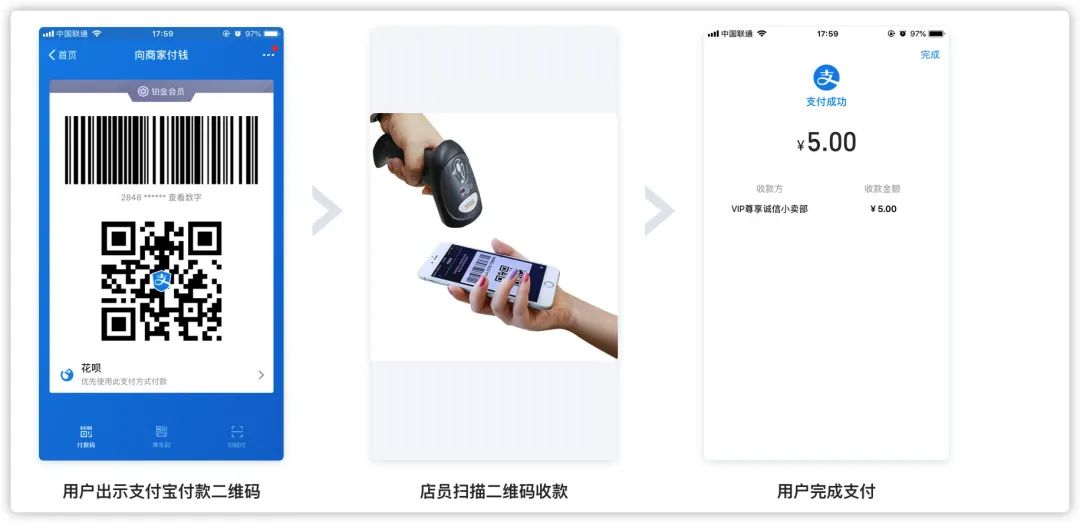 中国联通 17:59 97%
首页 向商家付钱
铂金会员
2848 ****** 查看数字
支
花呗
优先使用此支付方式付款
付款码 乘车码 扫码付
用户出示支付宝付款二维码
店员扫描二维码收款
中国联通 17:59 97%
完成
支
支付成功
¥5.00
收款方 收款金额
VIP尊享诚信小卖部 ¥5.00
用户完成支付